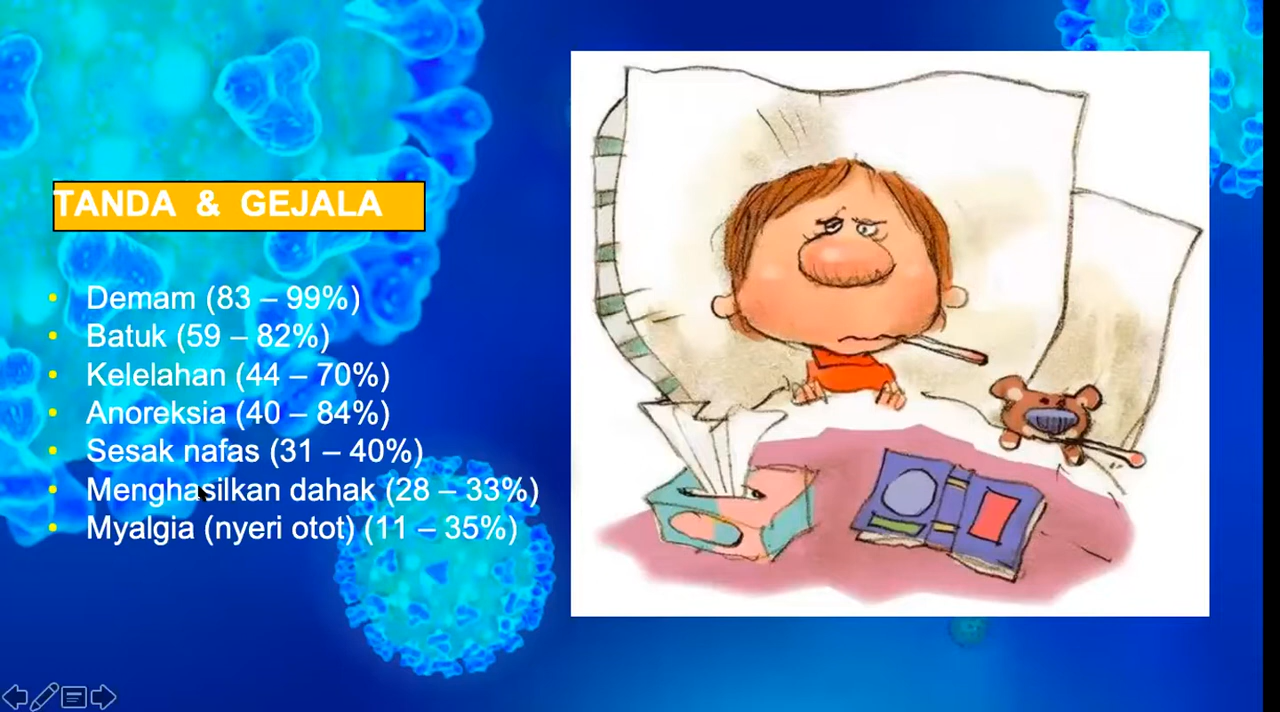 TANDA & GEJALA
• Demam (83 – 99%)
• Batuk (59 – 82%)
• Kelelahan (44 – 70%)
• Anoreksia (40 – 84%)
• Sesak nafas (31 – 40%)
• Menghasilkan dahak (28 – 33%)
• Myalgia (nyeri otot) (11 – 35%)